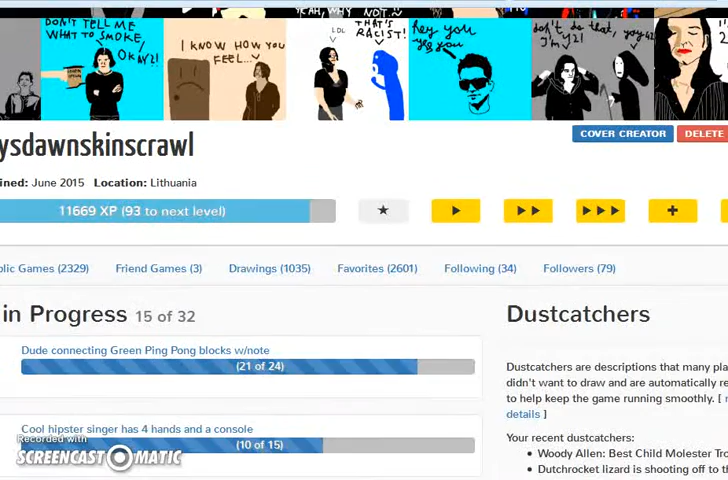 YEAH, WHY NOT..
DON'T TELL ME
WHAT TO SMOKE,
OKAY?!
I KNOW HOW YOU
FEEL..
LOL
THAT'S
RACIST!
hey you
yes you
don't do that,
I'm 21!
ysdawnskinscrawl
COVER CREATOR
DELETE
ined: June 2015 Location: Lithuania
11669 XP (93 to next level)
blic Games (2329) Friend Games (3) Drawings (1035) Favorites (2601) Following (34) Followers (79)
in Progress 15 of 32
Dude connecting Green Ping Pong blocks w/note
(21 of 24)
Cool hipster singer has 4 hands and a console
(10 of 15)
Dustcatchers
Dustcatchers are descriptions that many pla
didn't want to draw and are automatically re
to help keep the game running smoothly. [
details ]
Your recent dustcatchers:
• Woody Allen: Best Child Molester Tro
• Dutchrocket lizard is shooting off to th
Recorded with
SCREENCAST-O-MATIC